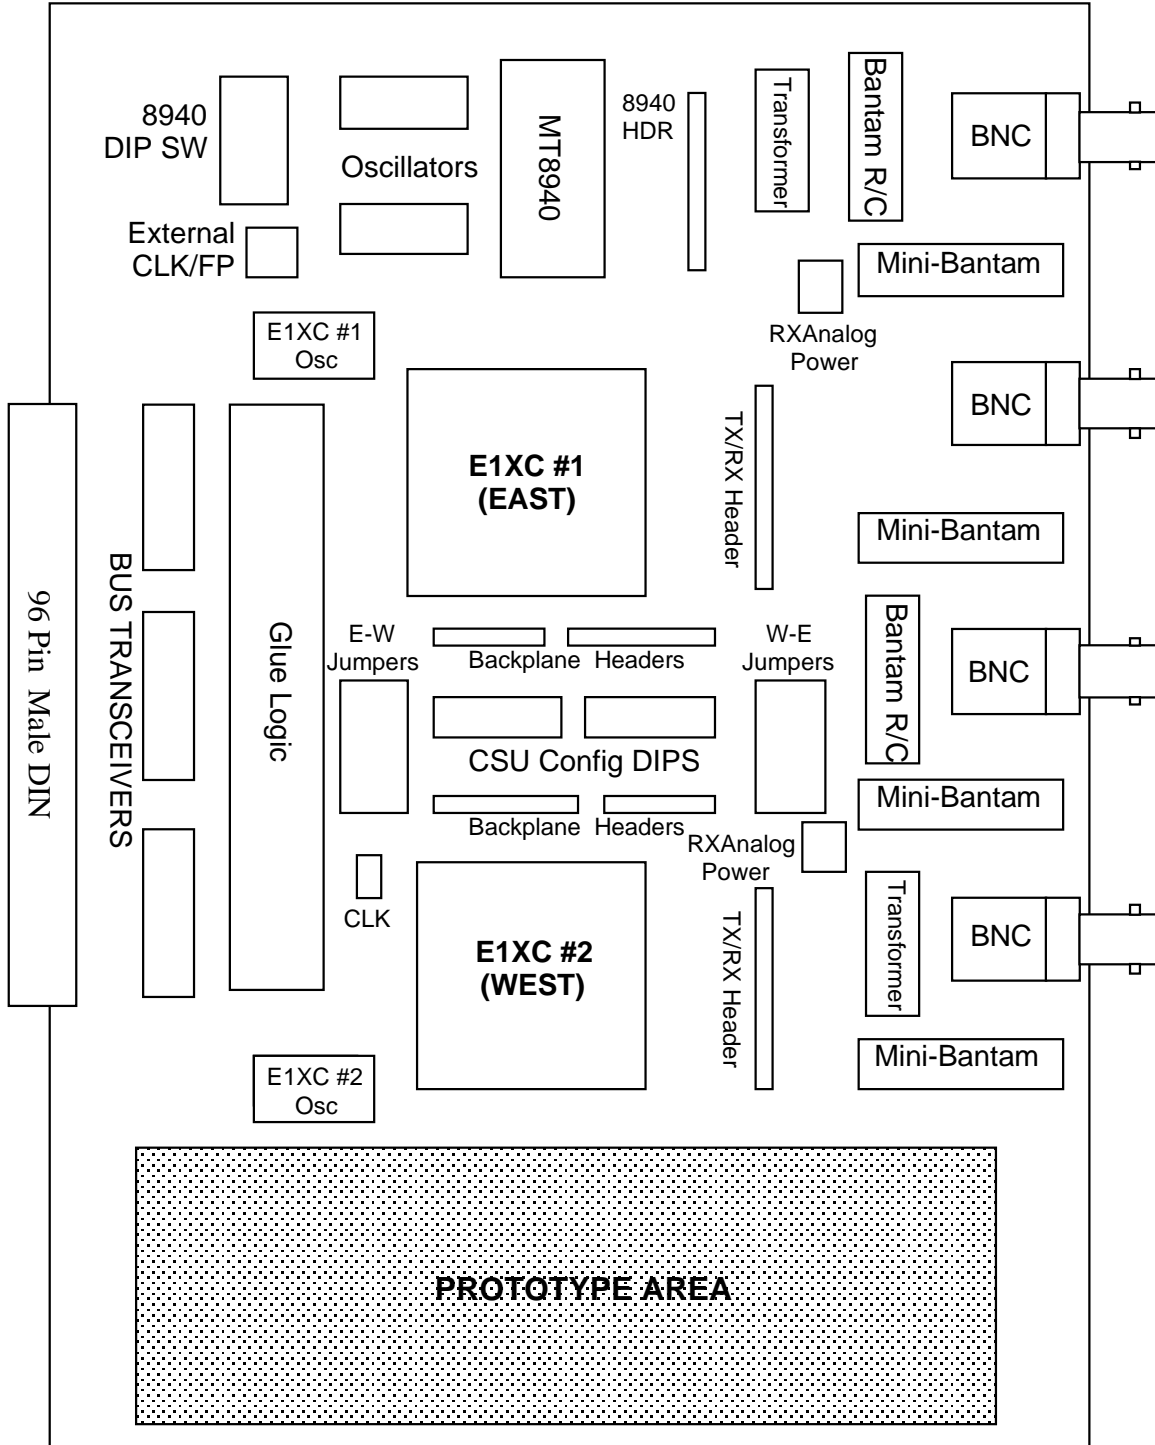 8940
DIP SW
Oscillators
MT8940
8940
HDR
Transformer
Bantam R/C
BNC
External
CLK/FP
Mini-Bantam
RXAnalog
Power
E1XC #1
Osc
BNC
E1XC #1
(EAST)
TX/RX Header
Mini-Bantam
96 Pin  Male DIN
BUS TRANSCEIVERS
Glue Logic
E-W
Jumpers
Backplane  Headers
W-E
Jumpers
Bantam R/C
BNC
CSU Config DIPS
Mini-Bantam
Backplane  Headers
RXAnalog
Power
CLK
E1XC #2
(WEST)
TX/RX Header
Transformer
BNC
Mini-Bantam
E1XC #2
Osc
PROTOTYPE AREA